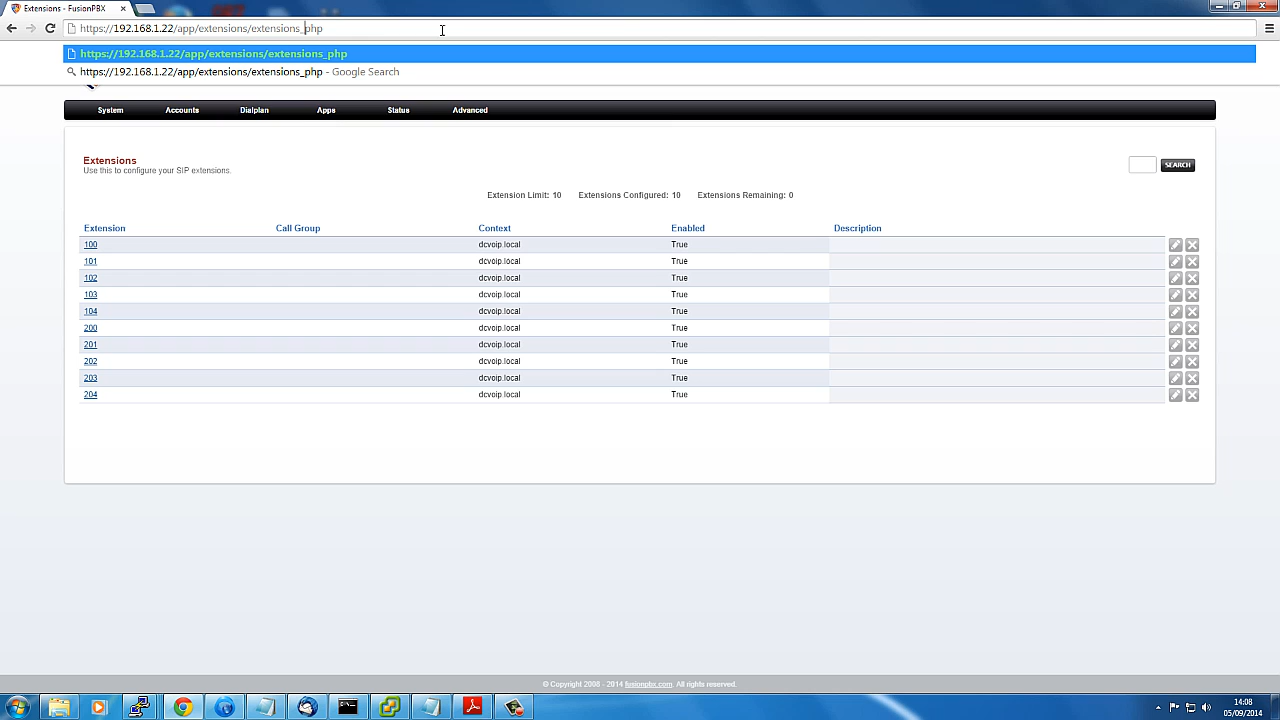 Extensions - FusionPBX
https://192.168.1.22/app/extensions/extensions_php
https://192.168.1.22/app/extensions/extensions_php
https://192.168.1.22/app/extensions/extensions_php - Google Search
System Accounts Dialplan Apps Status Advanced
Extensions
Use this to configure your SIP extensions.
SEARCH
Extension Limit: 10 Extensions Configured: 10 Extensions Remaining: 0
Extension Call Group Context Enabled Description
100 dcvoip.local True
101 dcvoip.local True
102 dcvoip.local True
103 dcvoip.local True
104 dcvoip.local True
200 dcvoip.local True
201 dcvoip.local True
202 dcvoip.local True
203 dcvoip.local True
204 dcvoip.local True
© Copyright 2008 - 2014 fusionpbx.com. All rights reserved.
14:08
05/09/2014